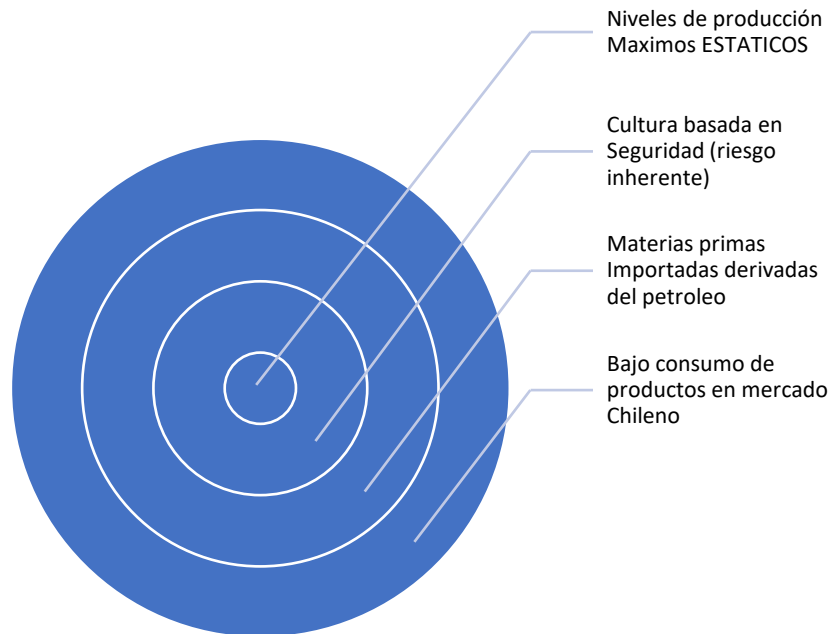 Niveles de producción
Maximos ESTATICOS
Cultura basada en
Seguridad (riesgo
inherente)
Materias primas
Importadas derivadas
del petroleo
Bajo consumo de
productos en mercado
Chileno